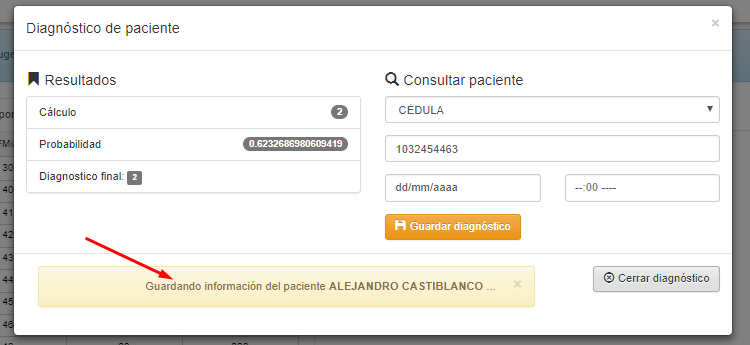 Diagnóstico de paciente
×
Resultados
Cálculo 2
Probabilidad 0.6232686980609419
Diagnostico final: 2
Consultar paciente
CÉDULA
1032454463
dd/mm/aaaa --:00 ----
Guardar diagnóstico
Guardando información del paciente ALEJANDRO CASTIBLANCO ... ×
Cerrar diagnóstico